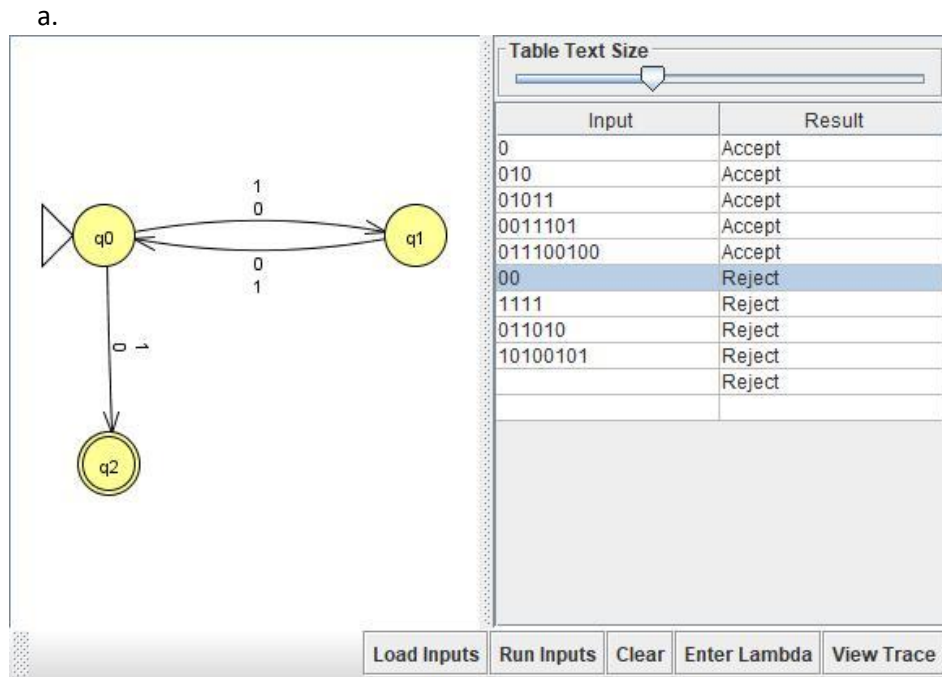 a.
Table Text Size
Input Result
0 Accept
010 Accept
01011 Accept
0011101 Accept
011100100 Accept
00 Reject
1111 Reject
011010 Reject
10100101 Reject
Reject
1
0
q0 q1
0
1
0 1
q2
Load Inputs Run Inputs Clear Enter Lambda View Trace